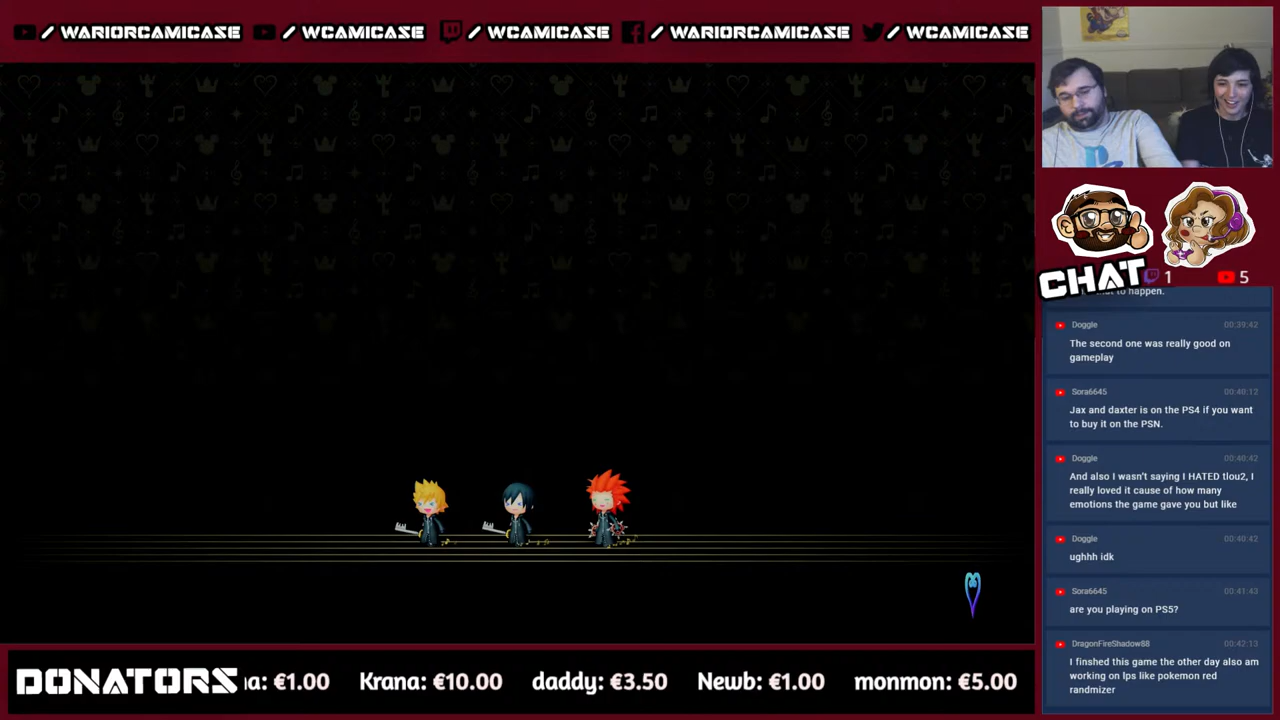 / WARIORCAMICASE / WCAMICASE / WCAMICASE / WARIORCAMICASE / WCAMICASE
CHAT 1 5
to happen.
Doggle 00:39:42
The second one was really good on
gameplay
Sora6645 00:40:12
Jax and daxter is on the PS4 if you want
to buy it on the PSN.
Doggle 00:40:42
And also I wasn't saying I HATED tlou2, I
really loved it cause of how many
emotions the game gave you but like
Doggle 00:40:42
ughhh idk
Sora6645 00:41:43
are you playing on PS5?
DragonFireShadow88 00:42:13
I finshed this game the other day also am
working on lps like pokemon red
randmizer
DONATORS a: €1.00 Krana: €10.00 daddy: €3.50 Newb: €1.00 monmon: €5.00